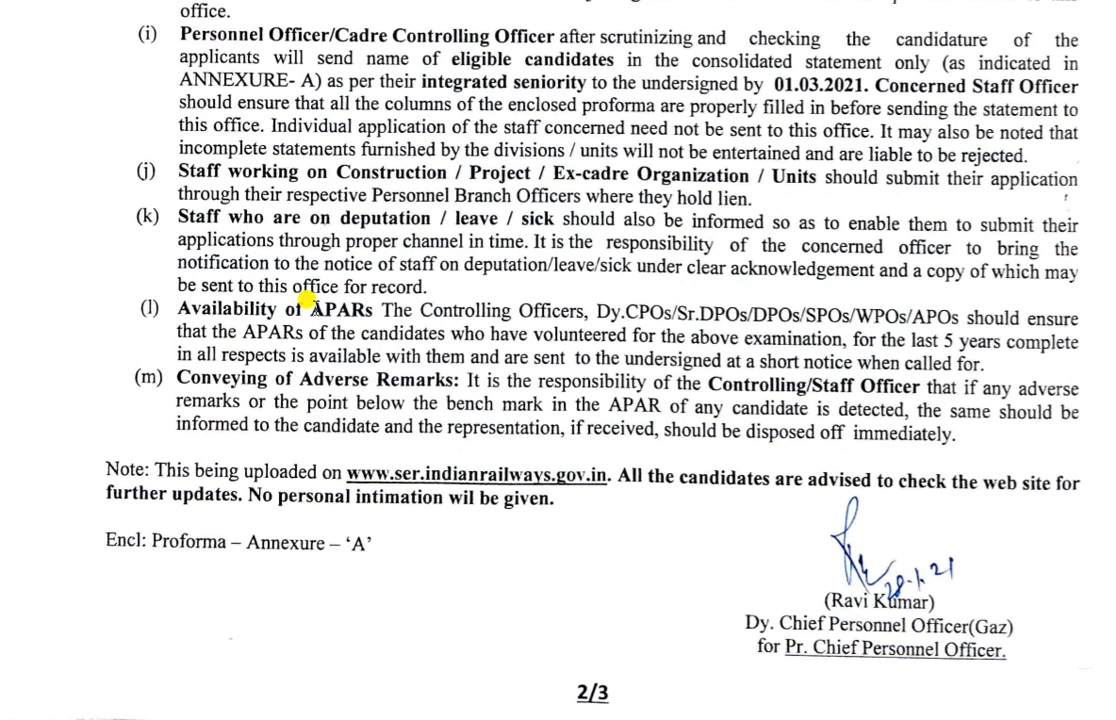 office.
(i) Personnel Officer/Cadre Controlling Officer after scrutinizing and checking the candidature of the
applicants will send name of eligible candidates in the consolidated statement only (as indicated in
ANNEXURE- A) as per their integrated seniority to the undersigned by 01.03.2021. Concerned Staff Officer
should ensure that all the columns of the enclosed proforma are properly filled in before sending the statement to
this office. Individual application of the staff concerned need not be sent to this office. It may also be noted that
incomplete statements furnished by the divisions / units will not be entertained and are liable to be rejected.
(j) Staff working on Construction / Project / Ex-cadre Organization / Units should submit their application
through their respective Personnel Branch Officers where they hold lien.
(k) Staff who are on deputation / leave / sick should also be informed so as to enable them to submit their
applications through proper channel in time. It is the responsibility of the concerned officer to bring the
notification to the notice of staff on deputation/leave/sick under clear acknowledgement and a copy of which may
be sent to this office for record.
(l) Availability of APARs The Controlling Officers, Dy.CPOs/Sr.DPOs/DPOs/SPOs/WPOs/APOs should ensure
that the APARs of the candidates who have volunteered for the above examination, for the last 5 years complete
in all respects is available with them and are sent to the undersigned at a short notice when called for.
(m) Conveying of Adverse Remarks: It is the responsibility of the Controlling/Staff Officer that if any adverse
remarks or the point below the bench mark in the APAR of any candidate is detected, the same should be
informed to the candidate and the representation, if received, should be disposed off immediately.
Note: This being uploaded on www.ser.indianrailways.gov.in. All the candidates are advised to check the web site for
further updates. No personal intimation wil be given.
Encl: Proforma – Annexure – ‘A’
28-1-21
(Ravi Kumar)
Dy. Chief Personnel Officer(Gaz)
for Pr. Chief Personnel Officer.
2/3